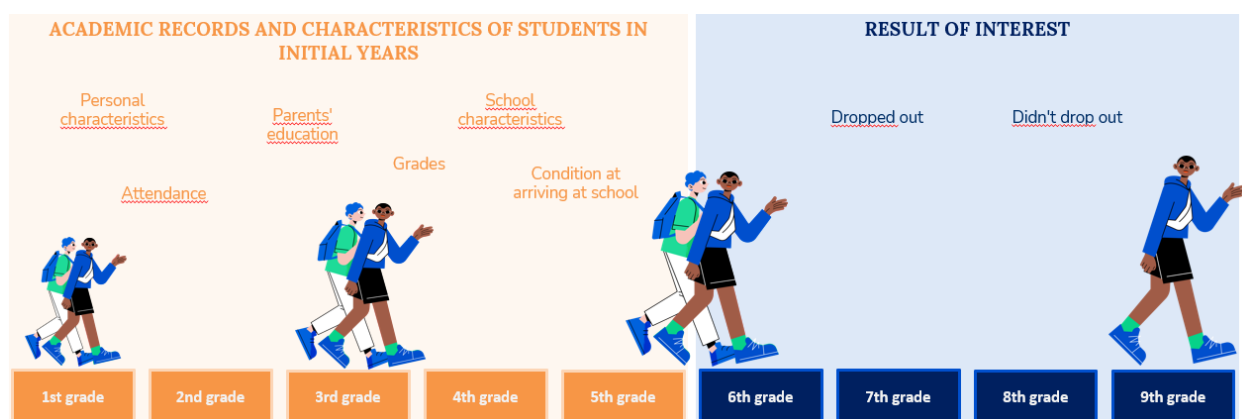 ACADEMIC RECORDS AND CHARACTERISTICS OF STUDENTS IN
INITIAL YEARS
Personal
characteristics
Parents'
education
School
characteristics
Grades
Attendance
Condition at
arriving at school
RESULT OF INTEREST
Dropped out
Didn't drop out
1st grade
2nd grade
3rd grade
4th grade
5th grade
6th grade
7th grade
8th grade
9th grade